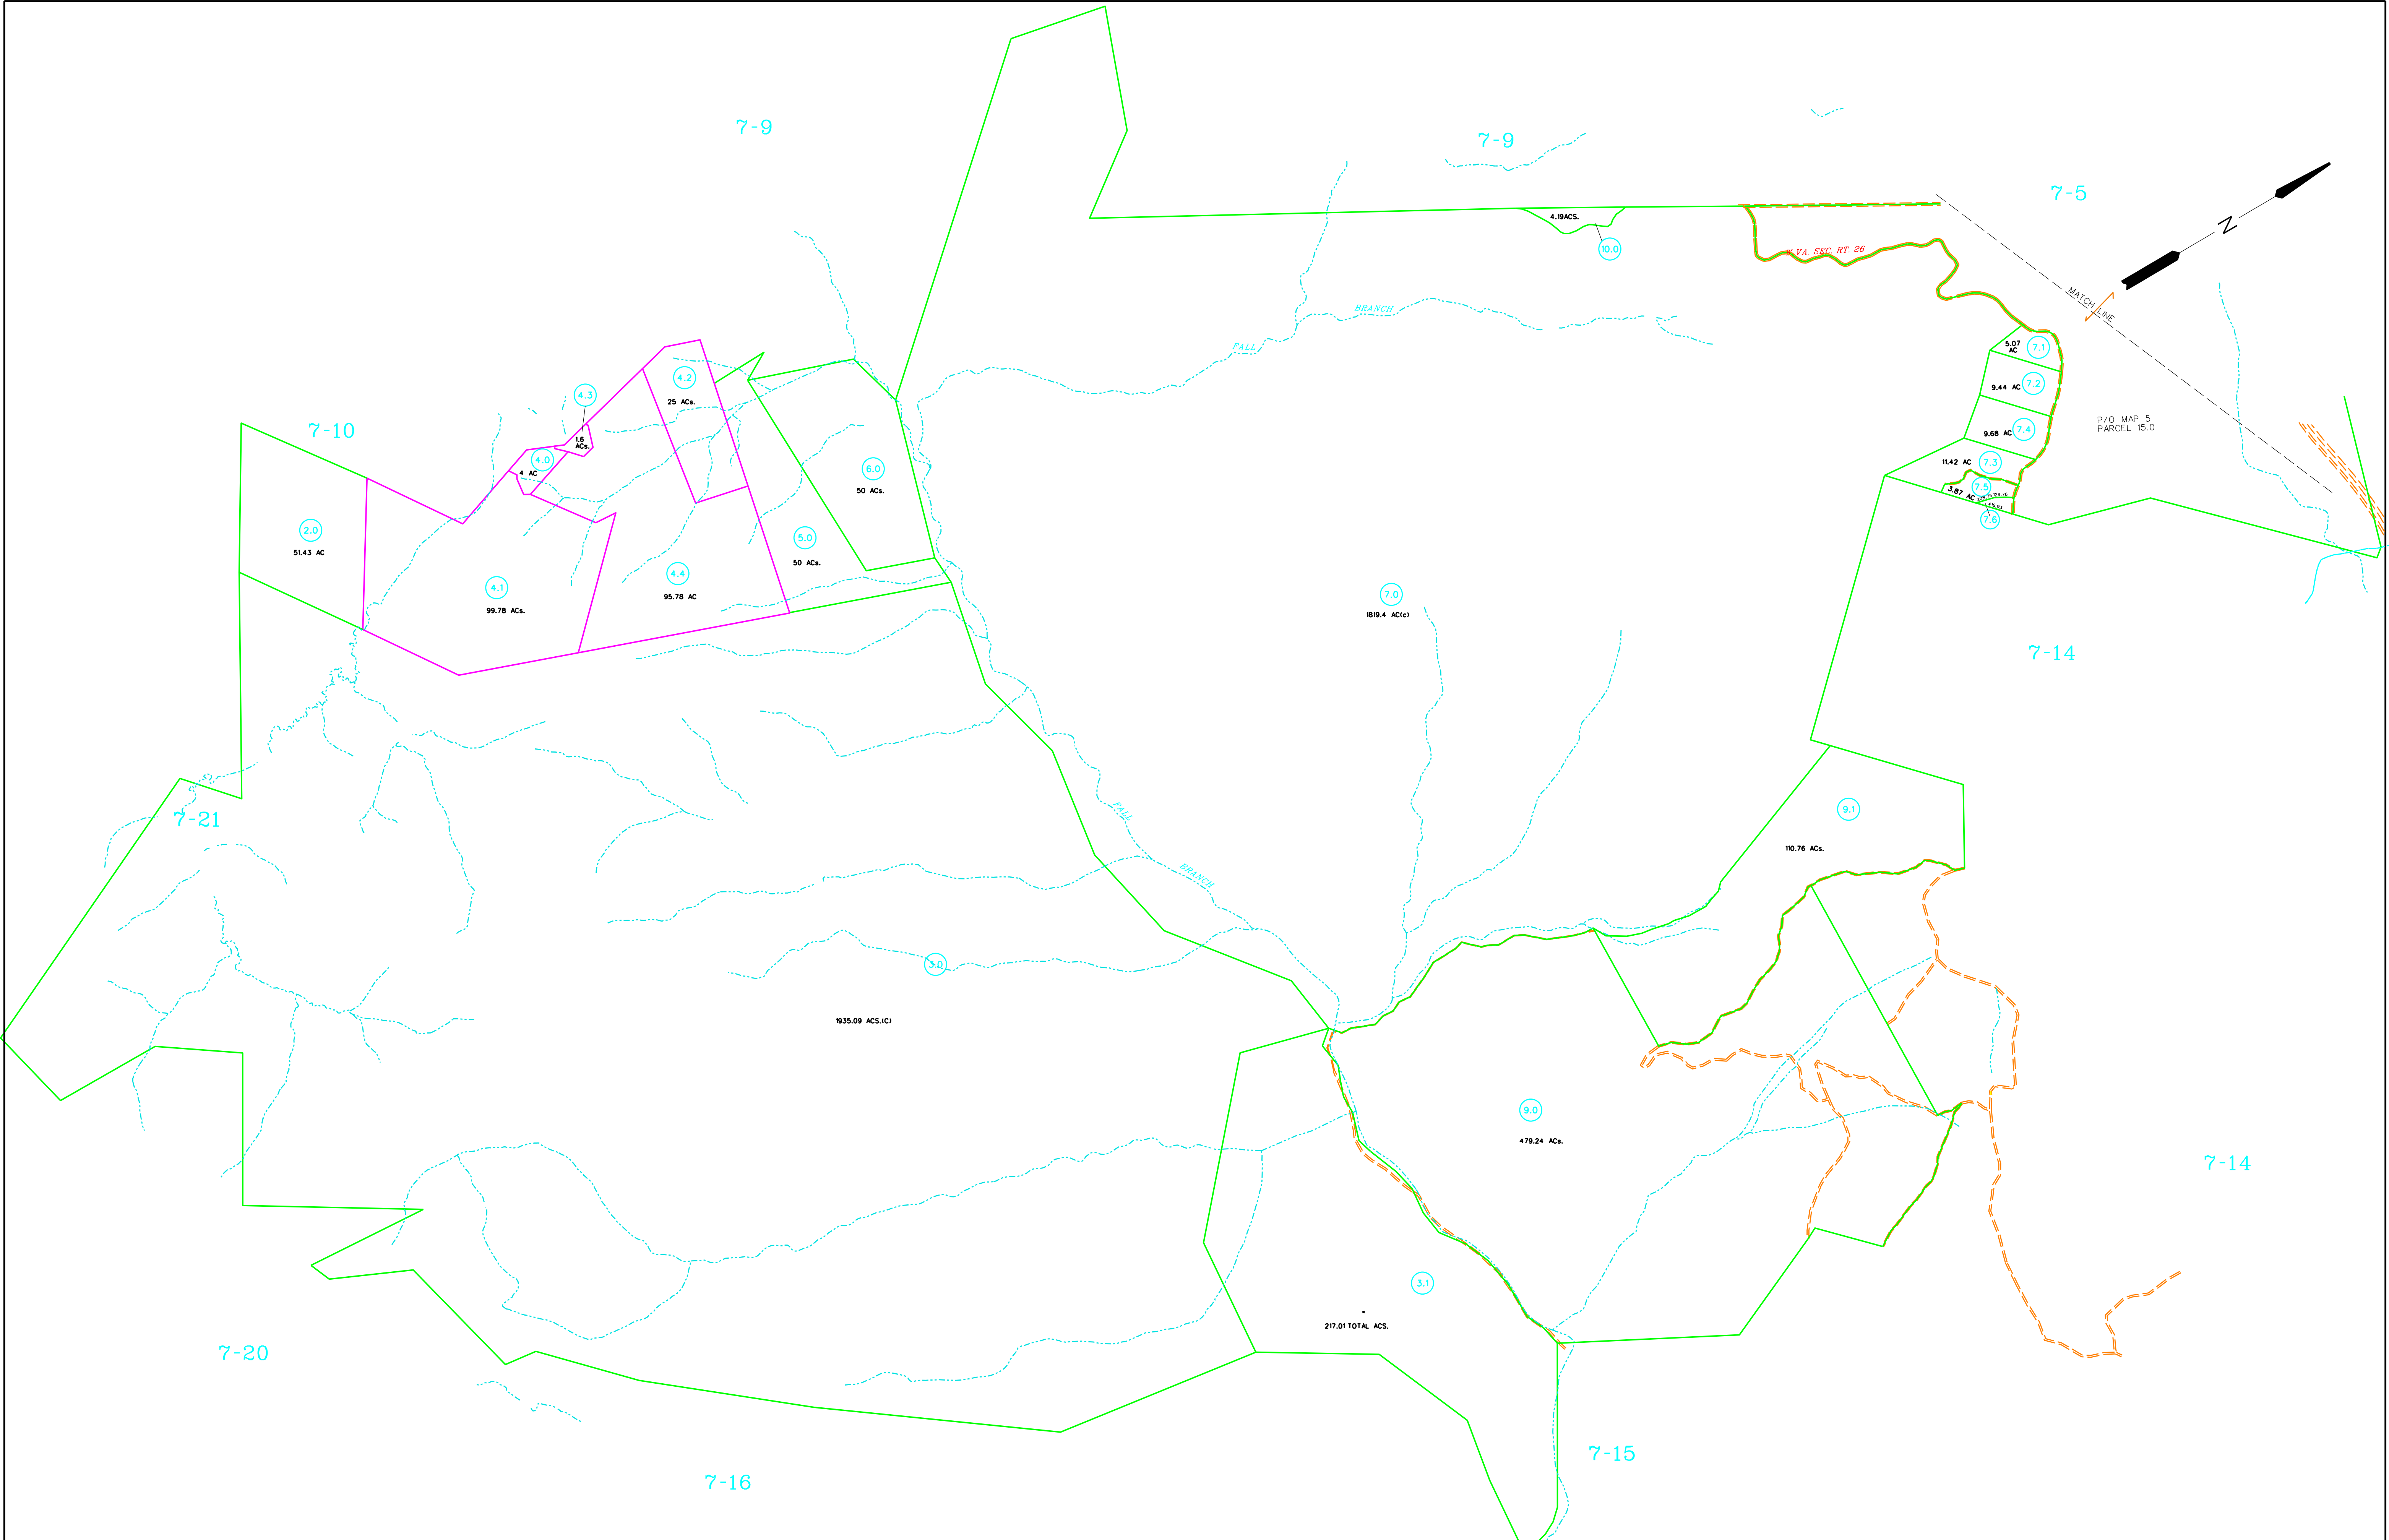 7-9
7-9
7-5
4.19ACS.
10.0
W. VA. SEC. RT. 26
N
MATCH LINE
BRANCH
FALL
5.07
AC
7.1
9.44 AC
7.2
9.68 AC
7.4
P/O MAP 5
PARCEL 15.0
11.42 AC
7.3
7.5
3.87 AC
7.6
4.2
25 ACs.
4.3
1.6
ACs.
4.0
4 AC
7-10
6.0
50 ACs.
2.0
51.43 AC
5.0
50 ACs.
4.1
99.78 ACs.
4.4
95.78 AC
7.0
1819.4 AC(c)
7-14
7-21
FALL
BRANCH
9.1
110.76 ACs.
3.0
1935.09 ACS.(C)
9.0
479.24 ACs.
7-14
3.1
217.01 TOTAL ACS.
7-20
7-15
7-16